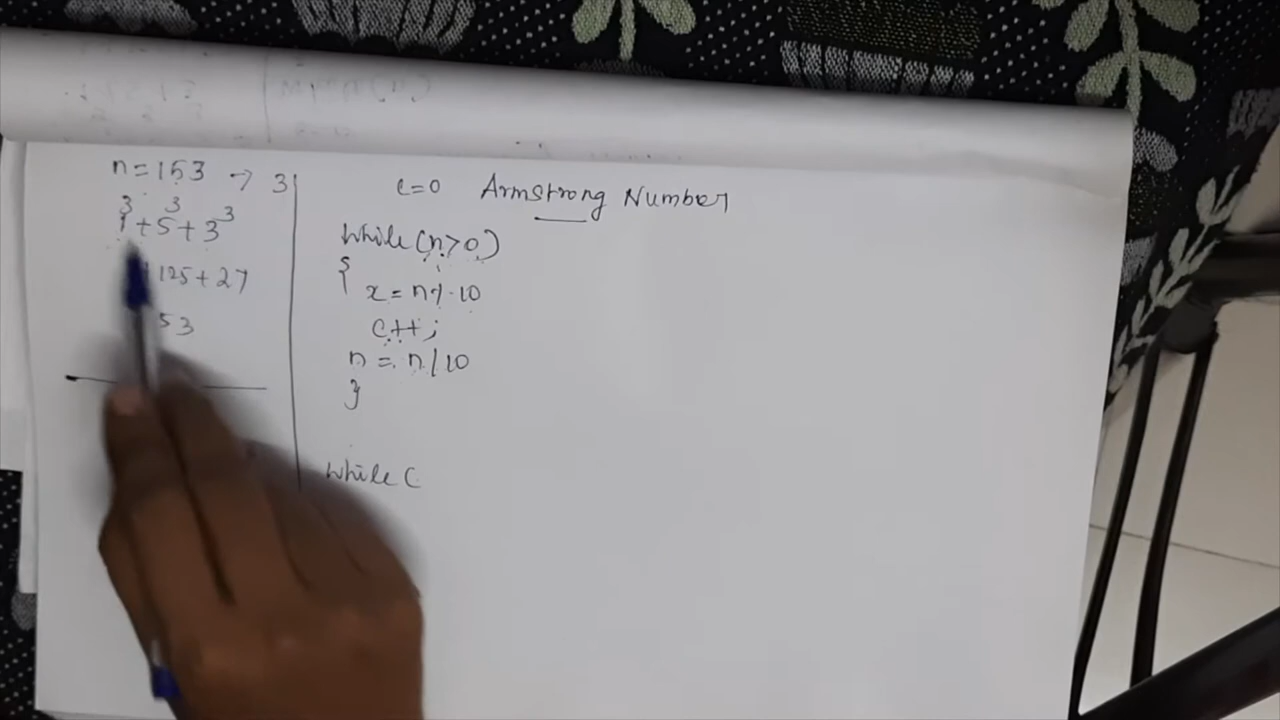 n=153 → 3
1³+5³+3³
125+27
53
c=0 Armstrong Number
while(n>0)
{
x=n%10
c++;
n=n/10
}
while(